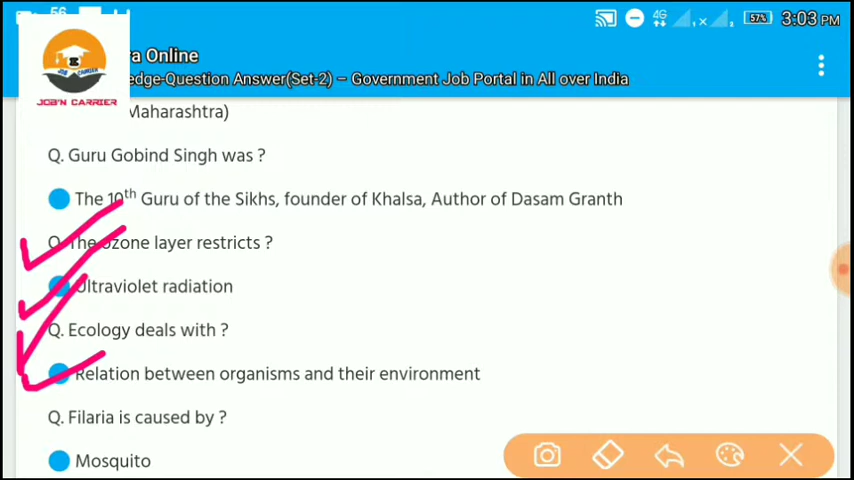 56
4G
x
57%
3:03 PM
JOB'N CARRIER
JOB'N CARRIER
ra Online
edge-Question Answer(Set-2) – Government Job Portal in All over India
Maharashtra)
Q. Guru Gobind Singh was ?
The 10th Guru of the Sikhs, founder of Khalsa, Author of Dasam Granth
Q. The ozone layer restricts ?
Ultraviolet radiation
Q. Ecology deals with ?
Relation between organisms and their environment
Q. Filaria is caused by ?
Mosquito